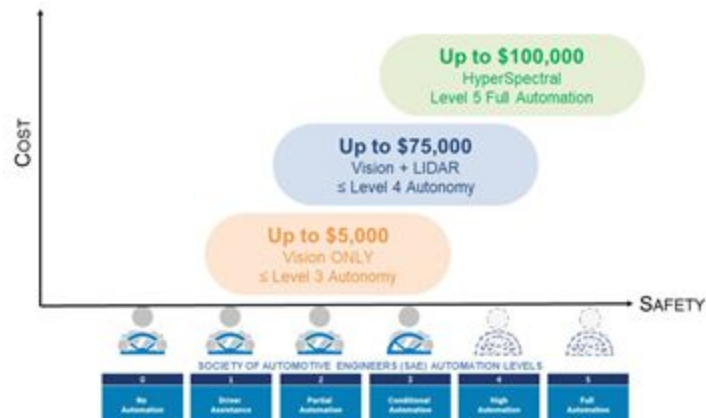 COST
Up to $100,000
HyperSpectral
Level 5 Full Automation
Up to $75,000
Vision + LIDAR
≤ Level 4 Autonomy
Up to $5,000
Vision ONLY
≤ Level 3 Autonomy
SAFETY
SOCIETY OF AUTOMOTIVE ENGINEERS (SAE) AUTOMATION LEVELS
0 1 2 3 4 5
No Automation
Driver Assistance
Partial Automation
Conditional Automation
High Automation
Full Automation